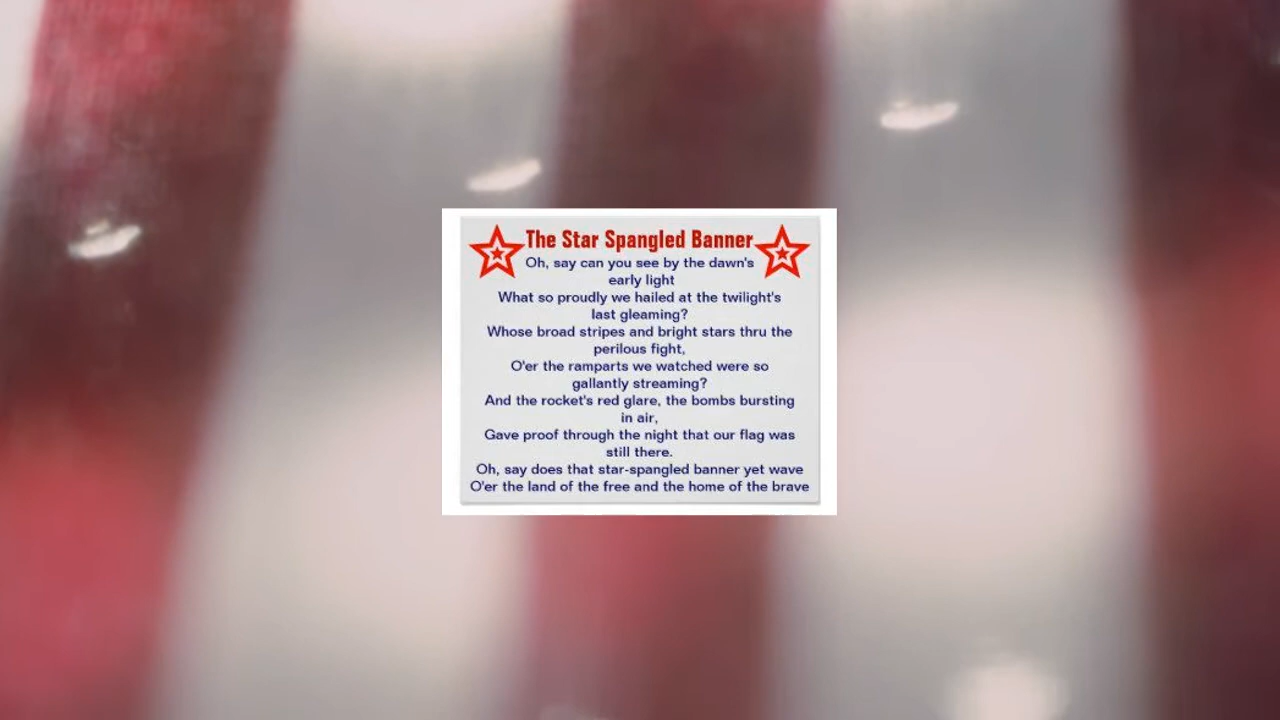 The Star Spangled Banner
Oh, say can you see by the dawn's
early light
What so proudly we hailed at the twilight's
last gleaming?
Whose broad stripes and bright stars thru the
perilous fight,
O'er the ramparts we watched were so
gallantly streaming?
And the rocket's red glare, the bombs bursting
in air,
Gave proof through the night that our flag was
still there.
Oh, say does that star-spangled banner yet wave
O'er the land of the free and the home of the brave